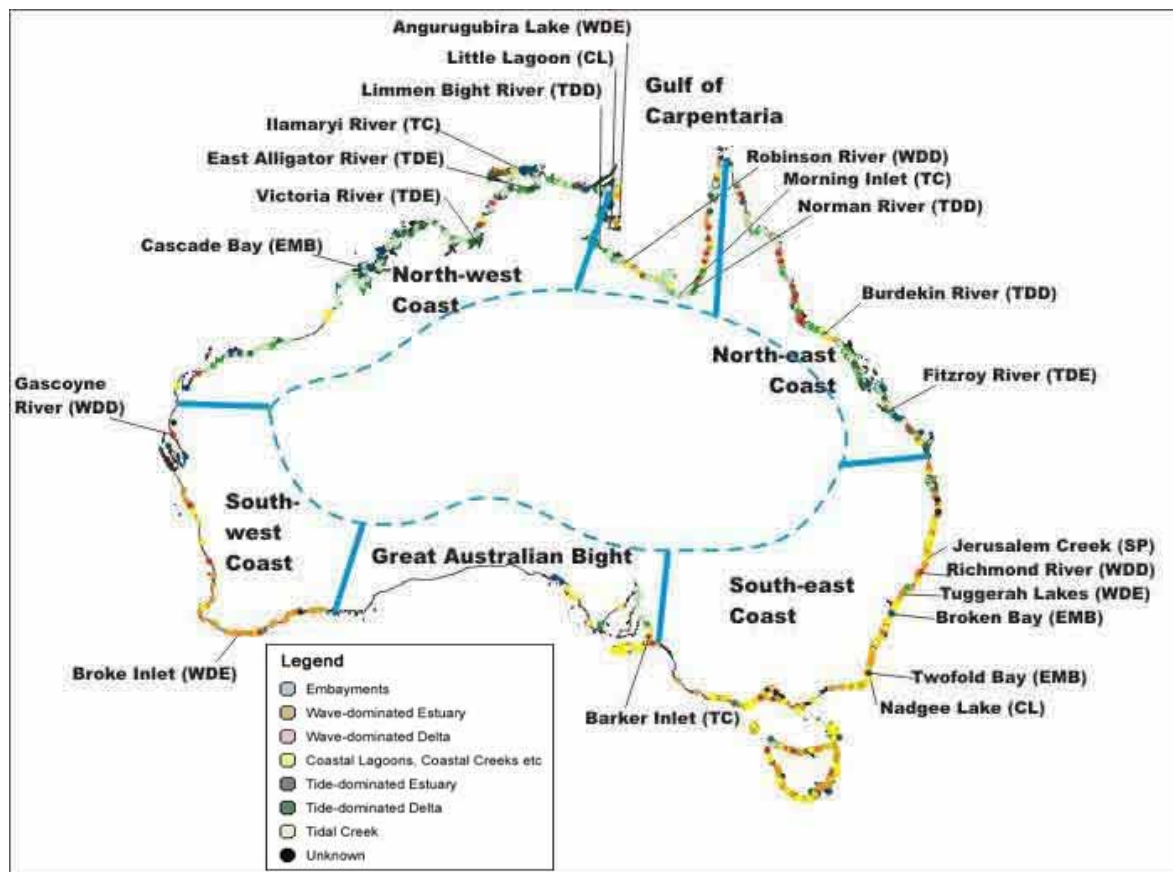 Angurugubira Lake (WDE)
Little Lagoon (CL)
Limmen Bight River (TDD)
Gulf of
Carpentaria
Ilamaryi River (TC)
East Alligator River (TDE)
Victoria River (TDE)
Cascade Bay (EMB)
Robinson River (WDD)
Morning Inlet (TC)
Norman River (TDD)
North-west
Coast
Burdekin River (TDD)
North-east
Coast
Fitzroy River (TDE)
Gascoyne
River (WDD)
South-
west
Coast
Great Australian Bight
South-east
Coast
Jerusalem Creek (SP)
Richmond River (WDD)
Tuggerah Lakes (WDE)
Broken Bay (EMB)
Twofold Bay (EMB)
Nadgee Lake (CL)
Broke Inlet (WDE)
Barker Inlet (TC)
Legend
Embayments
Wave-dominated Estuary
Wave-dominated Delta
Coastal Lagoons, Coastal Creeks etc
Tide-dominated Estuary
Tide-dominated Delta
Tidal Creek
Unknown